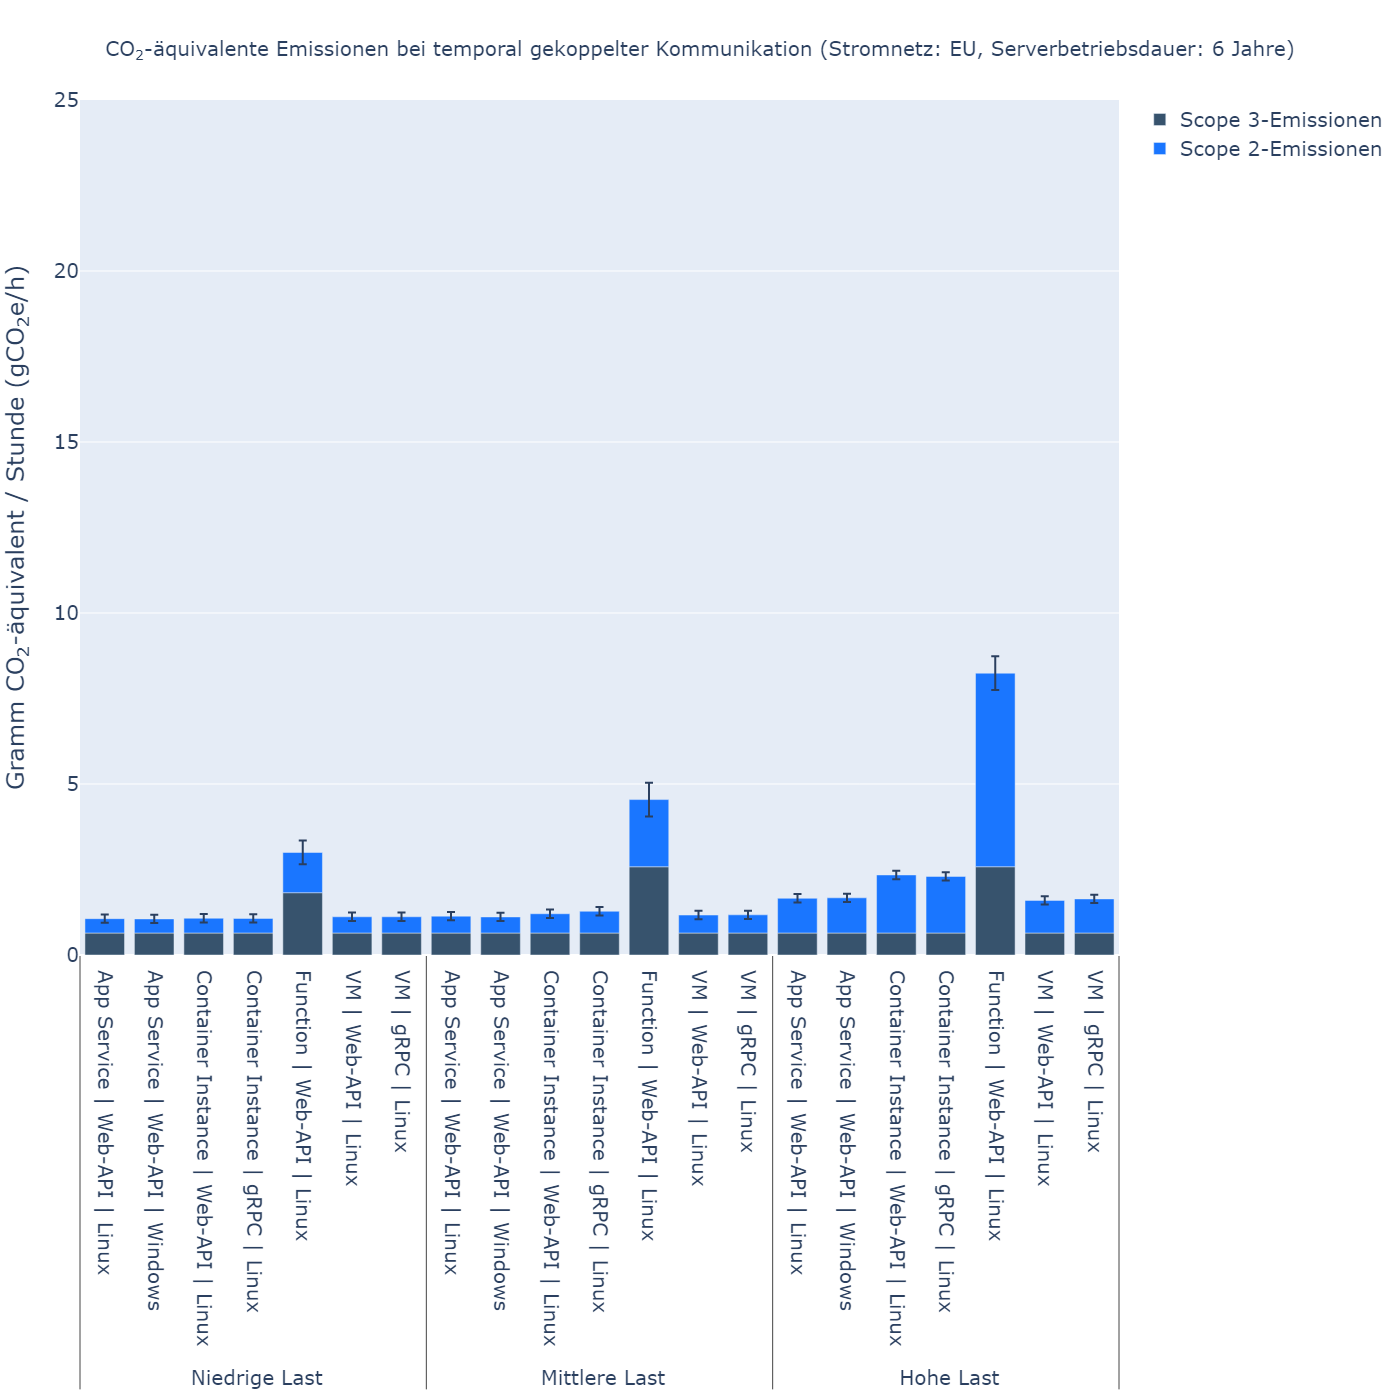 CO₂-äquivalente Emissionen bei temporal gekoppelter Kommunikation (Stromnetz: EU, Serverbetriebsdauer: 6 Jahre)
Scope 3-Emissionen
Scope 2-Emissionen
Gramm CO₂-äquivalent / Stunde (gCO₂e/h)
25
20
15
10
5
0
App Service | Web-API | Linux
App Service | Web-API | Windows
Container Instance | Web-API | Linux
Container Instance | gRPC | Linux
Function | Web-API | Linux
VM | Web-API | Linux
VM | gRPC | Linux
App Service | Web-API | Linux
App Service | Web-API | Windows
Container Instance | Web-API | Linux
Container Instance | gRPC | Linux
Function | Web-API | Linux
VM | Web-API | Linux
VM | gRPC | Linux
App Service | Web-API | Linux
App Service | Web-API | Windows
Container Instance | Web-API | Linux
Container Instance | gRPC | Linux
Function | Web-API | Linux
VM | Web-API | Linux
VM | gRPC | Linux
Niedrige Last
Mittlere Last
Hohe Last